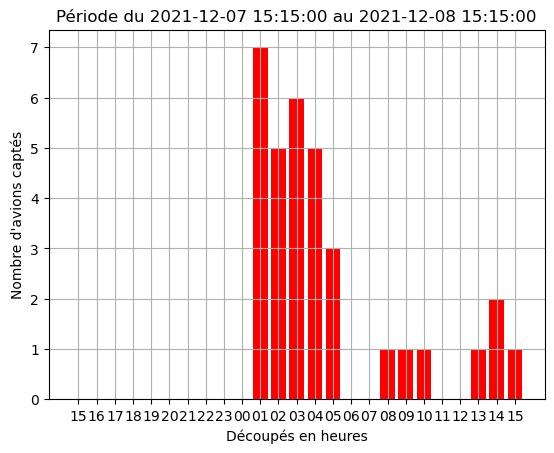 Période du 2021-12-07 15:15:00 au 2021-12-08 15:15:00
Nombre d'avions captés
7
6
5
4
3
2
1
0
15 16 17 18 19 20 21 22 23 00 01 02 03 04 05 06 07 08 09 10 11 12 13 14 15
Découpés en heures